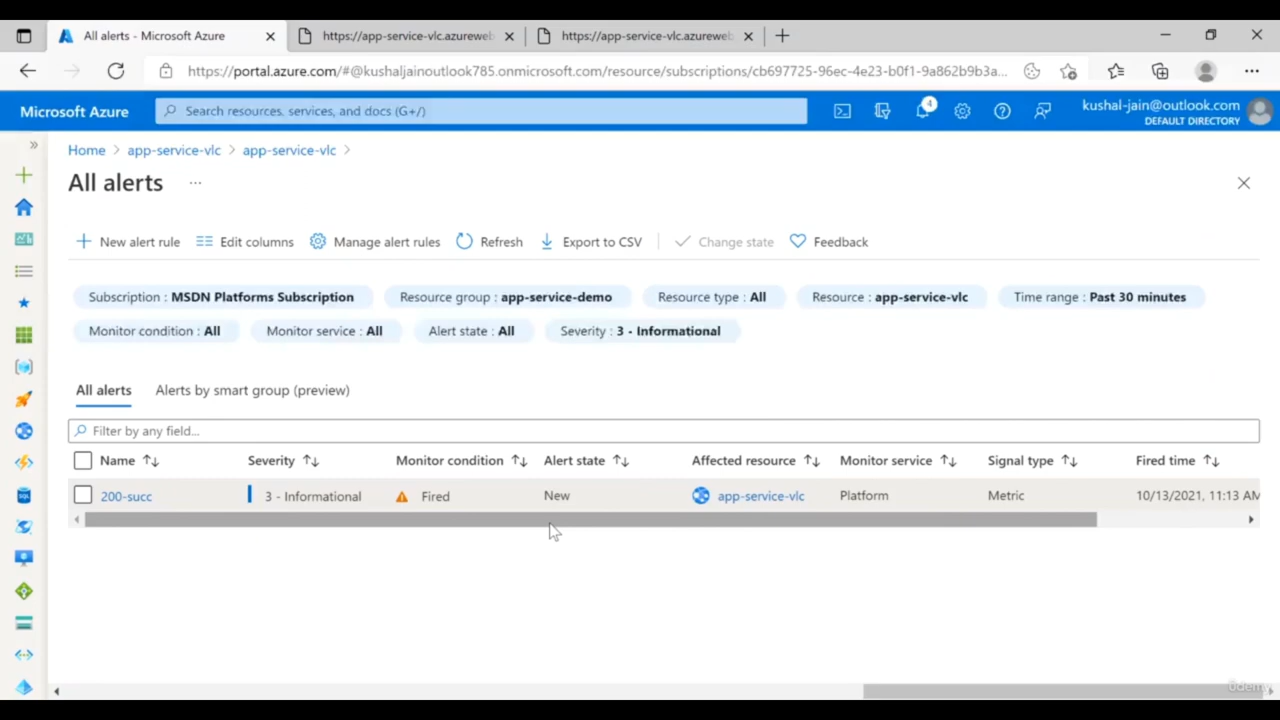 All alerts - Microsoft Azure
https://app-service-vlc.azureweb
https://app-service-vlc.azureweb
https://portal.azure.com/#@kushaljainoutlook785.onmicrosoft.com/resource/subscriptions/cb697725-96ec-4e23-b0f1-9a862b9b3a...
Microsoft Azure
Search resources, services, and docs (G+/)
4
kushal-jain@outlook.com
DEFAULT DIRECTORY
Home > app-service-vlc > app-service-vlc >
All alerts ...
New alert rule Edit columns Manage alert rules Refresh Export to CSV Change state Feedback
Subscription : MSDN Platforms Subscription Resource group : app-service-demo Resource type : All Resource : app-service-vlc Time range : Past 30 minutes
Monitor condition : All Monitor service : All Alert state : All Severity : 3 - Informational
All alerts Alerts by smart group (preview)
Filter by any field...
Name Severity Monitor condition Alert state Affected resource Monitor service Signal type Fired time
200-succ 3 - Informational Fired New app-service-vlc Platform Metric 10/13/2021, 11:13 AM
ûdemy